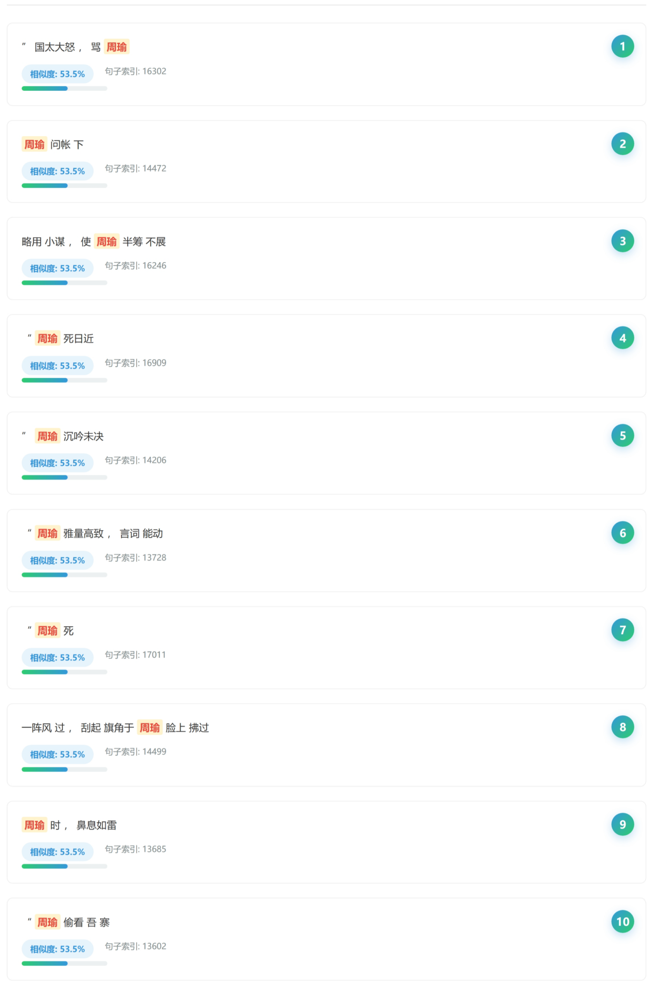 ” 国太大怒， 骂 周瑜
1
相似度: 53.5% 句子索引: 16302
周瑜 问帐 下
2
相似度: 53.5% 句子索引: 14472
略用 小谋， 使 周瑜 半筹 不展
3
相似度: 53.5% 句子索引: 16246
“ 周瑜 死日近
4
相似度: 53.5% 句子索引: 16909
” 周瑜 沉吟未决
5
相似度: 53.5% 句子索引: 14206
“ 周瑜 雅量高致， 言词 能动
6
相似度: 53.5% 句子索引: 13728
“ 周瑜 死
7
相似度: 53.5% 句子索引: 17011
一阵风 过， 刮起 旗角于 周瑜 脸上 拂过
8
相似度: 53.5% 句子索引: 14499
周瑜 时， 鼻息如雷
9
相似度: 53.5% 句子索引: 13685
“ 周瑜 偷看 吾 寨
10
相似度: 53.5% 句子索引: 13602